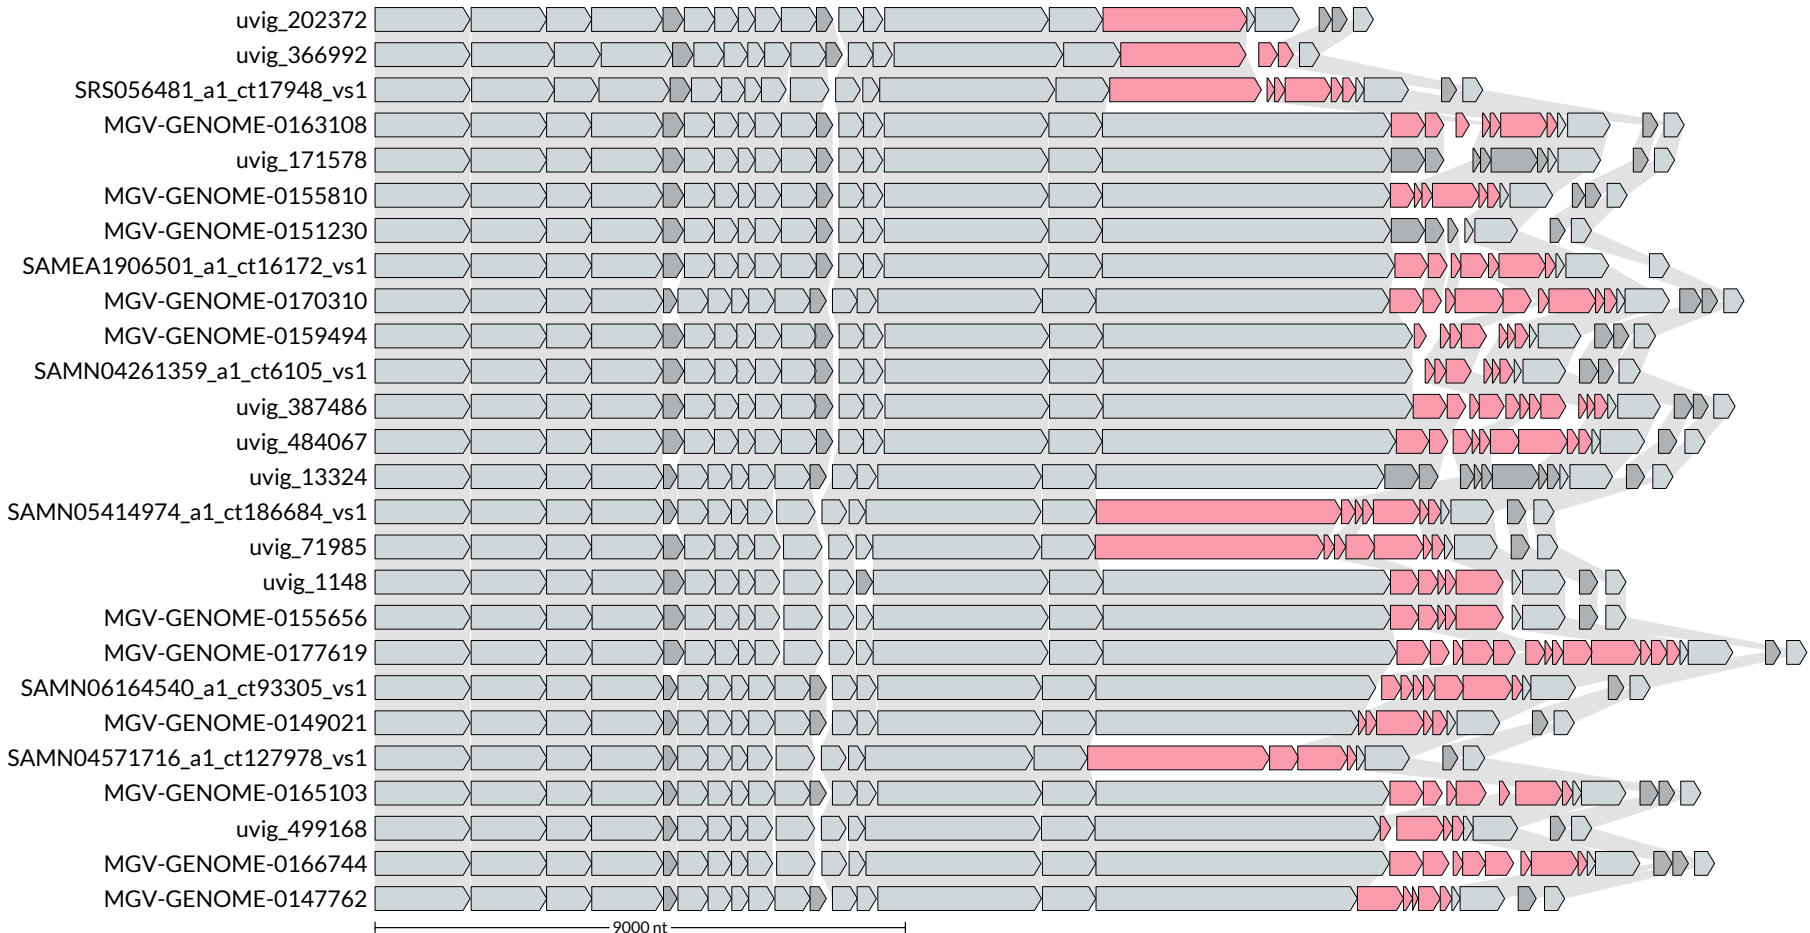 uvig_202372
uvig_366992
SRS056481_a1_ct17948_vs1
MGV-GENOME-0163108
uvig_171578
MGV-GENOME-0155810
MGV-GENOME-0151230
SAMEA1906501_a1_ct16172_vs1
MGV-GENOME-0170310
MGV-GENOME-0159494
SAMN04261359_a1_ct6105_vs1
uvig_387486
uvig_484067
uvig_13324
SAMN05414974_a1_ct186684_vs1
uvig_71985
uvig_1148
MGV-GENOME-0155656
MGV-GENOME-0177619
SAMN06164540_a1_ct93305_vs1
MGV-GENOME-0149021
SAMN04571716_a1_ct127978_vs1
MGV-GENOME-0165103
uvig_499168
MGV-GENOME-0166744
MGV-GENOME-0147762
9000 nt